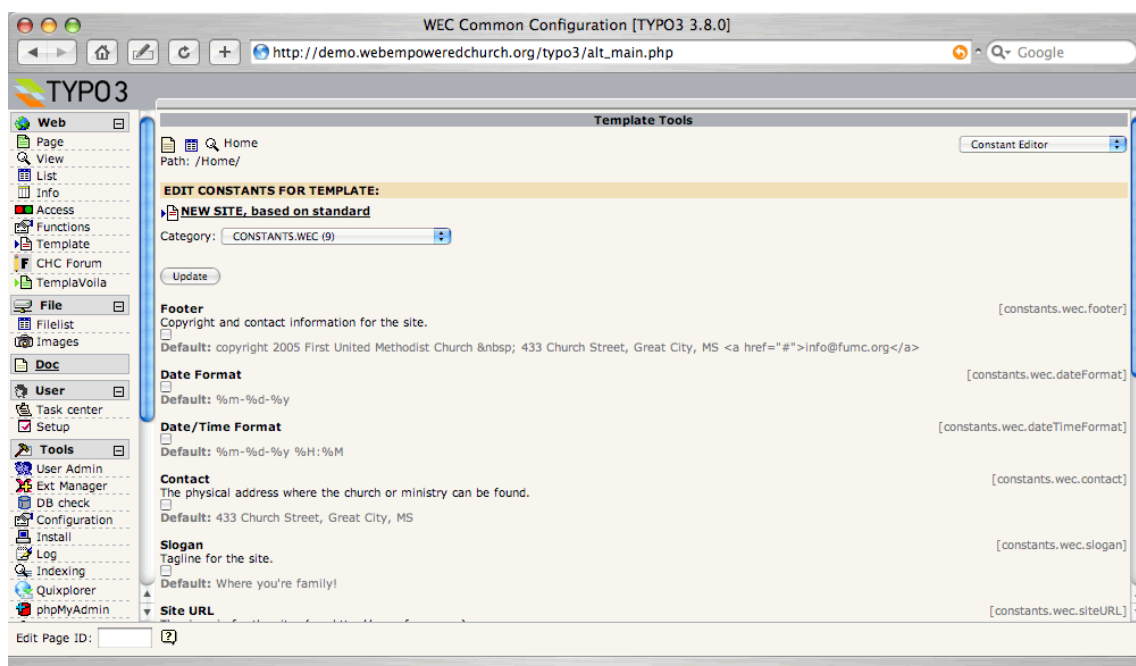 WEC Common Configuration [TYPO3 3.8.0]
http://demo.webempoweredchurch.org/typo3/alt_main.php
Google
TYPO3
Web
Page
View
List
Info
Access
Functions
Template
CHC Forum
TemplaVoila
File
Filelist
Images
Doc
User
Task center
Setup
Tools
User Admin
Ext Manager
DB check
Configuration
Install
Log
Indexing
Quixplorer
phpMyAdmin
Template Tools
Home
Constant Editor
Path: /Home/
EDIT CONSTANTS FOR TEMPLATE:
NEW SITE, based on standard
Category: CONSTANTS.WEC (9)
Update
Footer [constants.wec.footer]
Copyright and contact information for the site.
Default: copyright 2005 First United Methodist Church &nbsp; 433 Church Street, Great City, MS <a href="#">info@fumc.org</a>
Date Format [constants.wec.dateFormat]
Default: %m-%d-%y
Date/Time Format [constants.wec.dateTimeFormat]
Default: %m-%d-%y %H:%M
Contact [constants.wec.contact]
The physical address where the church or ministry can be found.
Default: 433 Church Street, Great City, MS
Slogan [constants.wec.slogan]
Tagline for the site.
Default: Where you're family!
Site URL [constants.wec.siteURL]
Edit Page ID: